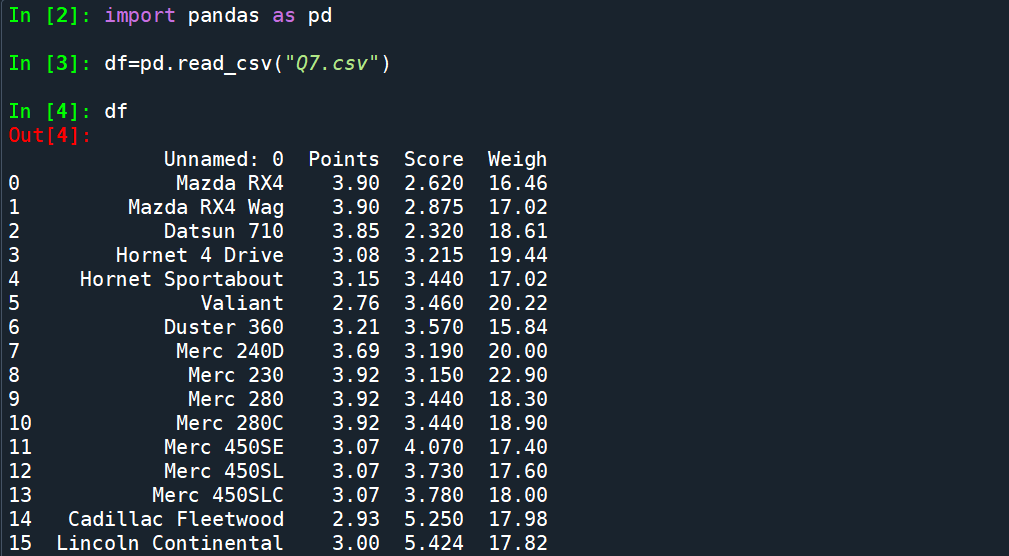 In [2]: import pandas as pd
In [3]: df=pd.read_csv("Q7.csv")
In [4]: df
Out[4]:
Unnamed: 0 Points Score Weigh
0 Mazda RX4 3.90 2.620 16.46
1 Mazda RX4 Wag 3.90 2.875 17.02
2 Datsun 710 3.85 2.320 18.61
3 Hornet 4 Drive 3.08 3.215 19.44
4 Hornet Sportabout 3.15 3.440 17.02
5 Valiant 2.76 3.460 20.22
6 Duster 360 3.21 3.570 15.84
7 Merc 240D 3.69 3.190 20.00
8 Merc 230 3.92 3.150 22.90
9 Merc 280 3.92 3.440 18.30
10 Merc 280C 3.92 3.440 18.90
11 Merc 450SE 3.07 4.070 17.40
12 Merc 450SL 3.07 3.730 17.60
13 Merc 450SLC 3.07 3.780 18.00
14 Cadillac Fleetwood 2.93 5.250 17.98
15 Lincoln Continental 3.00 5.424 17.82